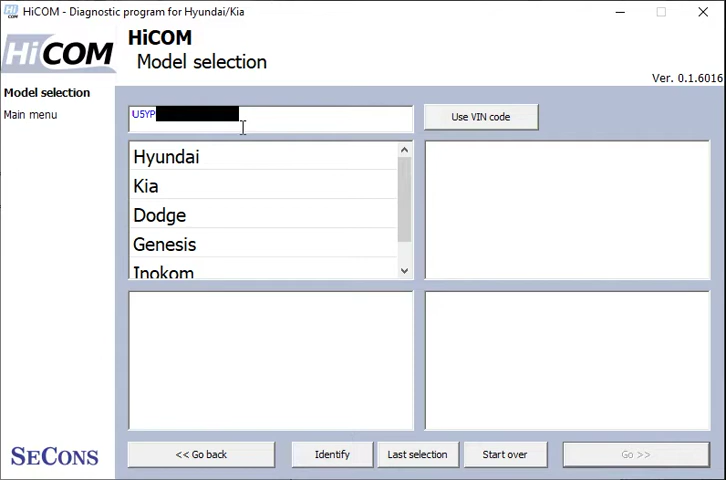 HiCOM - Diagnostic program for Hyundai/Kia
HiCOM
HiCOM
Model selection
Ver. 0.1.6016
Model selection
Main menu
U5YP
Use VIN code
Hyundai
Kia
Dodge
Genesis
Inokom
SECONS
<< Go back
Identify
Last selection
Start over
Go >>